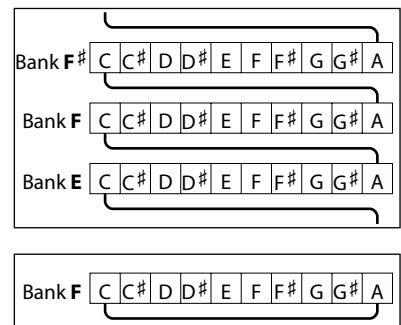 Bank F♯ C C♯ D D♯ E F F♯ G G♯ A
Bank F C C♯ D D♯ E F F♯ G G♯ A
Bank E C C♯ D D♯ E F F♯ G G♯ A
Bank F C C♯ D D♯ E F F♯ G G♯ A